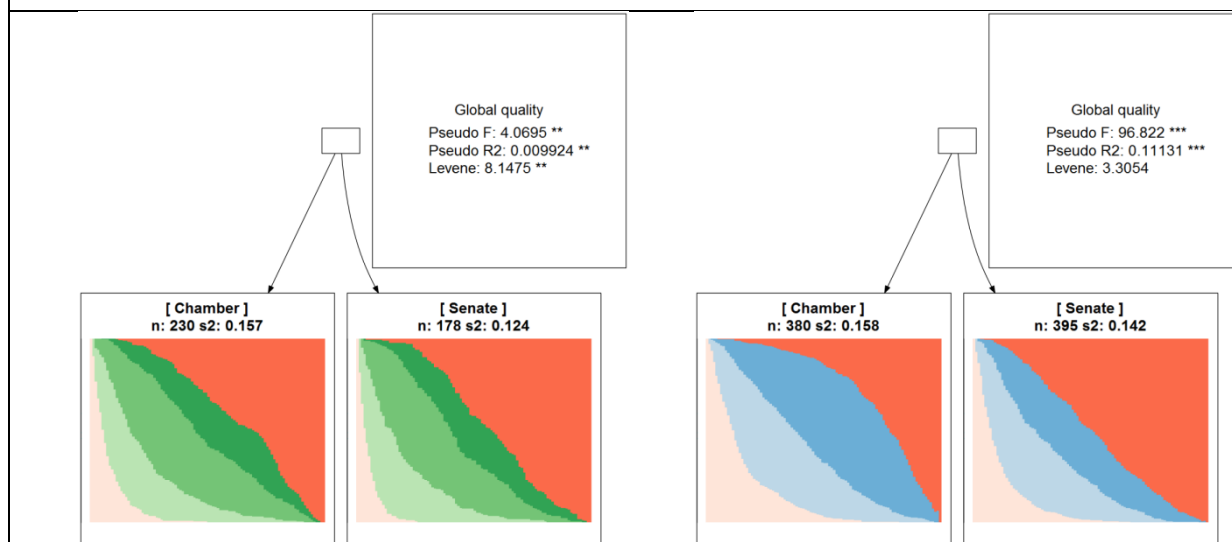 Global quality
Pseudo F: 4.0695 **
Pseudo R2: 0.009924 **
Levene: 8.1475 **
[ Chamber ]
n: 230 s2: 0.157
[ Senate ]
n: 178 s2: 0.124
Global quality
Pseudo F: 96.822 ***
Pseudo R2: 0.11131 ***
Levene: 3.3054
[ Chamber ]
n: 380 s2: 0.158
[ Senate ]
n: 395 s2: 0.142